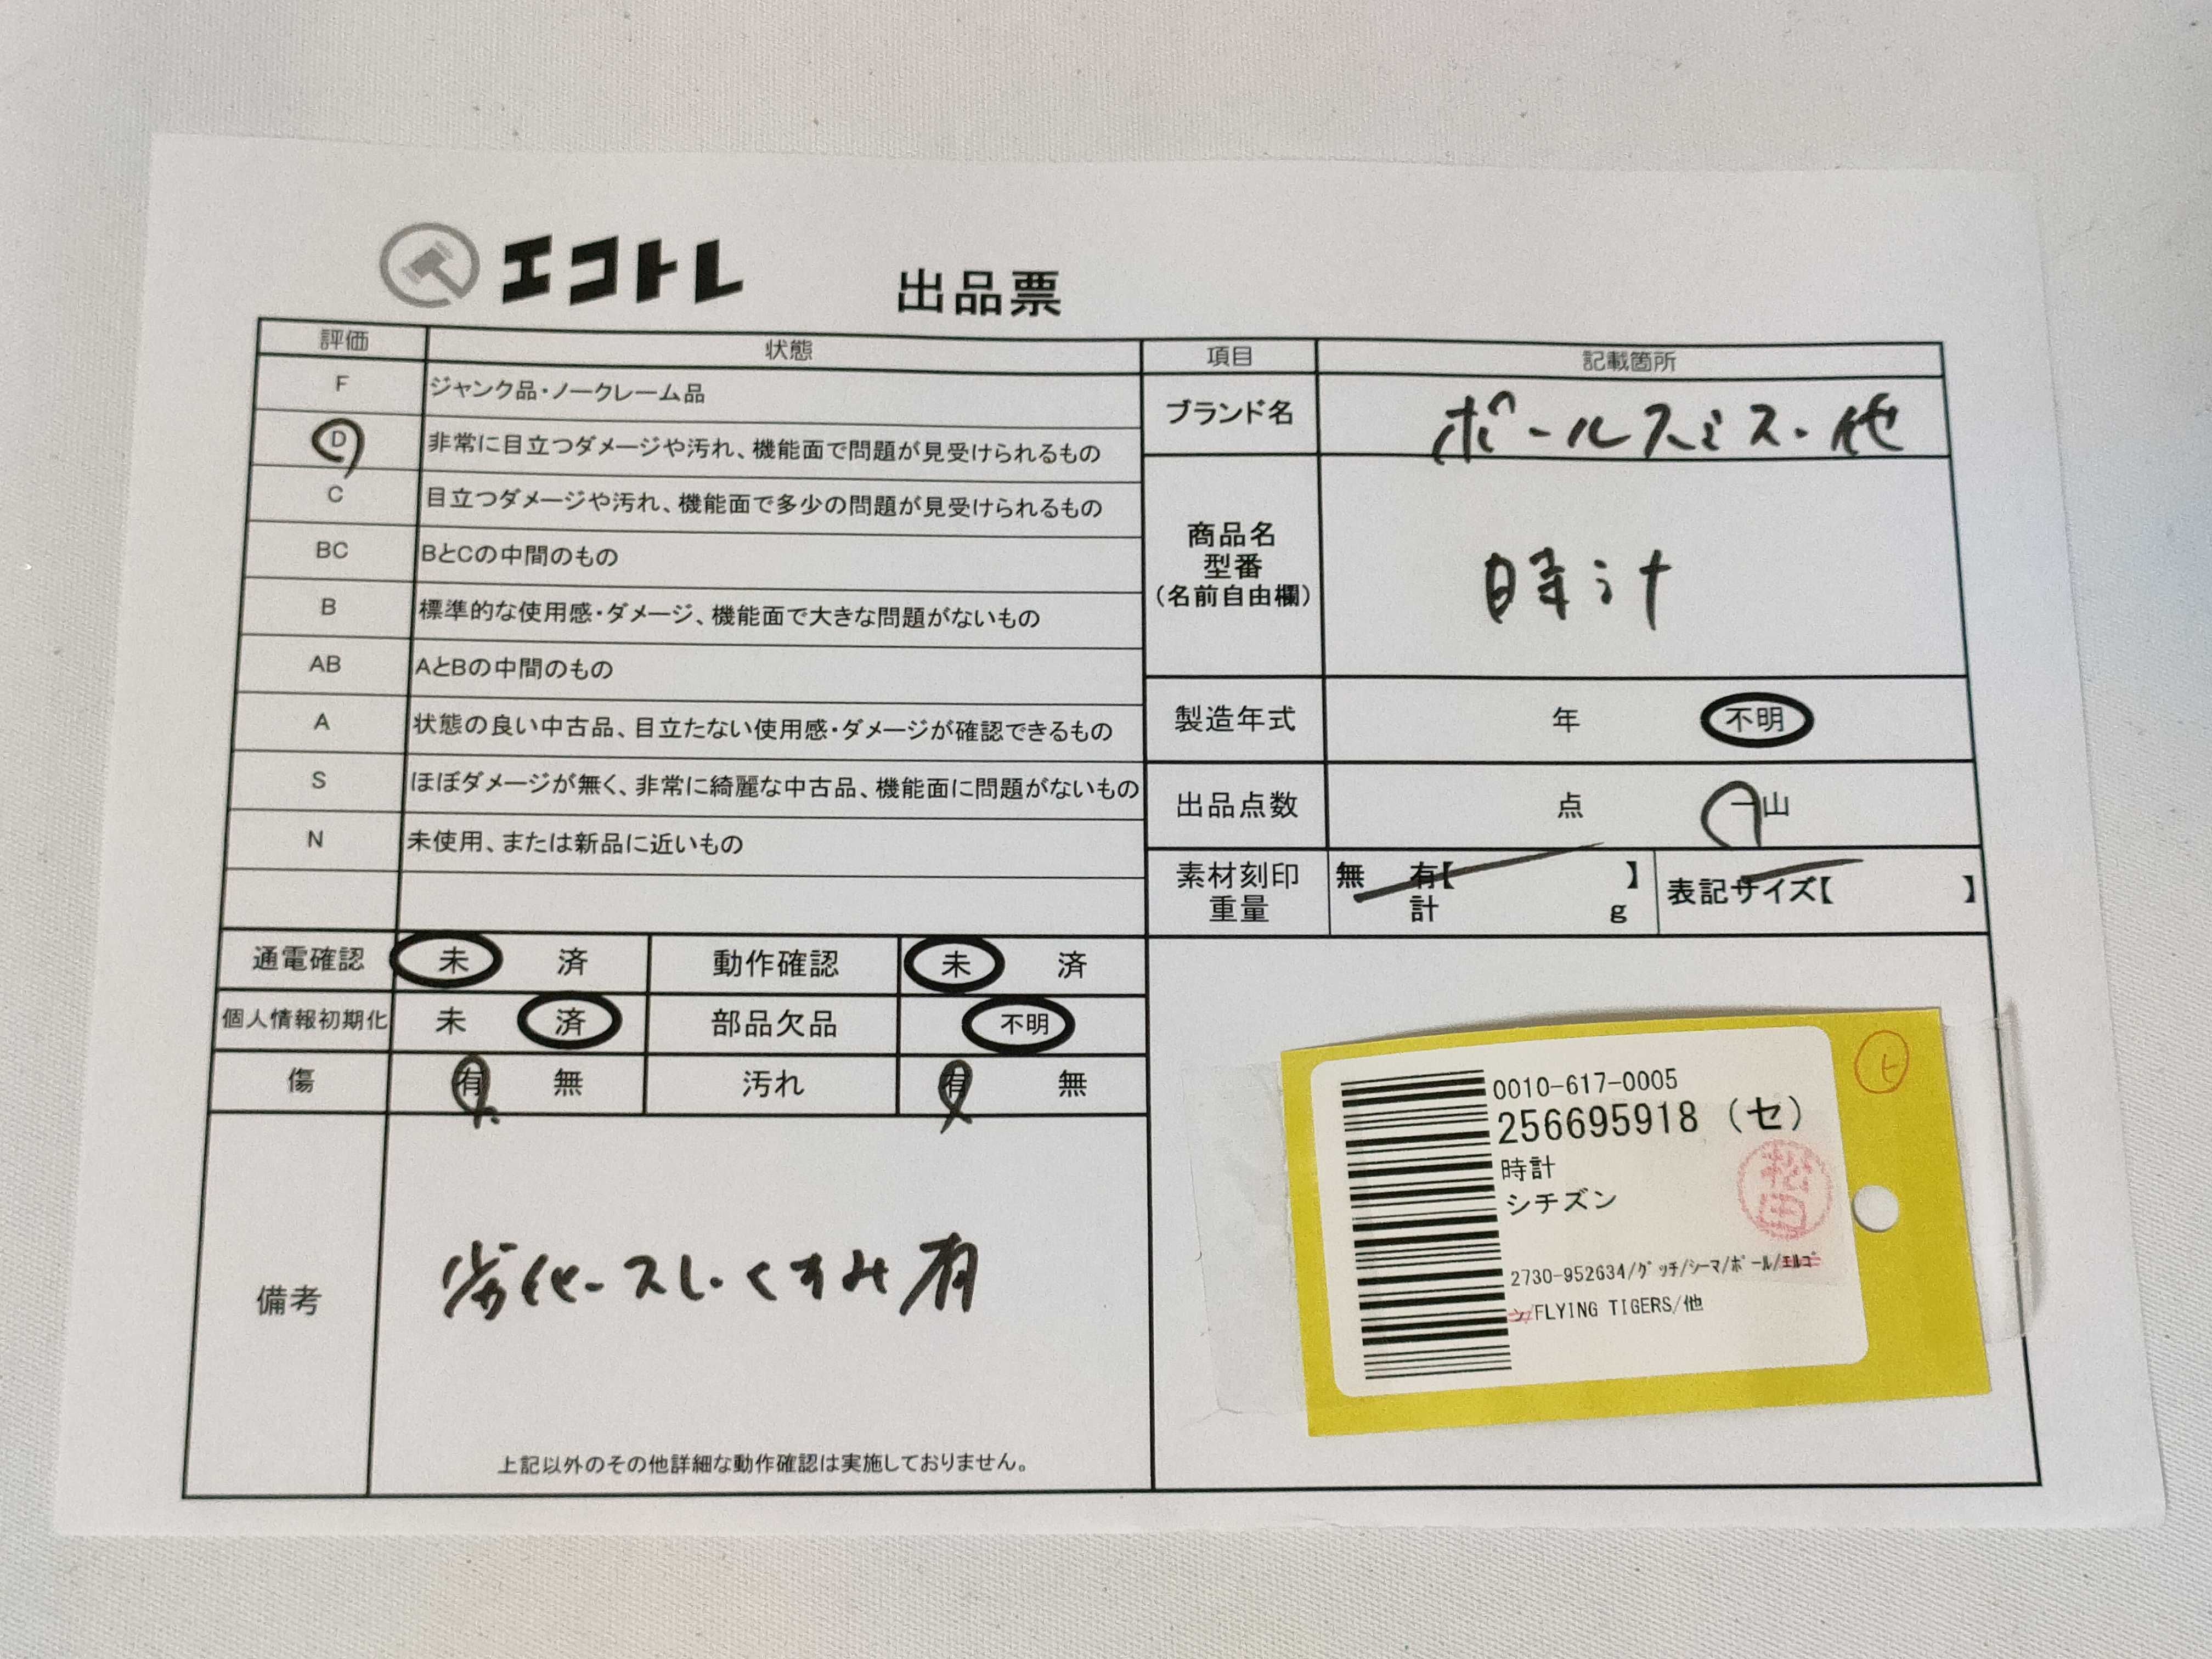 エコトレ 出品票
評価 状態
F ジャンク品・ノークレーム品
D 非常に目立つダメージや汚れ、機能面で問題が見受けられるもの
C 目立つダメージや汚れ、機能面で多少の問題が見受けられるもの
BC BとCの中間のもの
B 標準的な使用感・ダメージ、機能面で大きな問題がないもの
AB AとBの中間のもの
A 状態の良い中古品、目立たない使用感・ダメージが確認できるもの
S ほぼダメージが無く、非常に綺麗な中古品、機能面に問題がないもの
N 未使用、または新品に近いもの
項目 記載箇所
ブランド名 ポールスミス・他
商品名
型番
(名前自由欄)
時計
製造年式 年 不明
出品点数 点 一山
素材刻印 無 有【 】
重量 計 g
表記サイズ【 】
通電確認 未 済 動作確認 未 済
個人情報初期化 未 済 部品欠品 不明
傷 有 無 汚れ 有 無
備考
劣化・スレ・くすみ有
上記以外のその他詳細な動作確認は実施しておりません。
0010-617-0005
256695918 (セ)
時計
シチズン
松田
2730-952634/グッチ/シーマ/ポール/エルゴ
ン/FLYING TIGERS/他